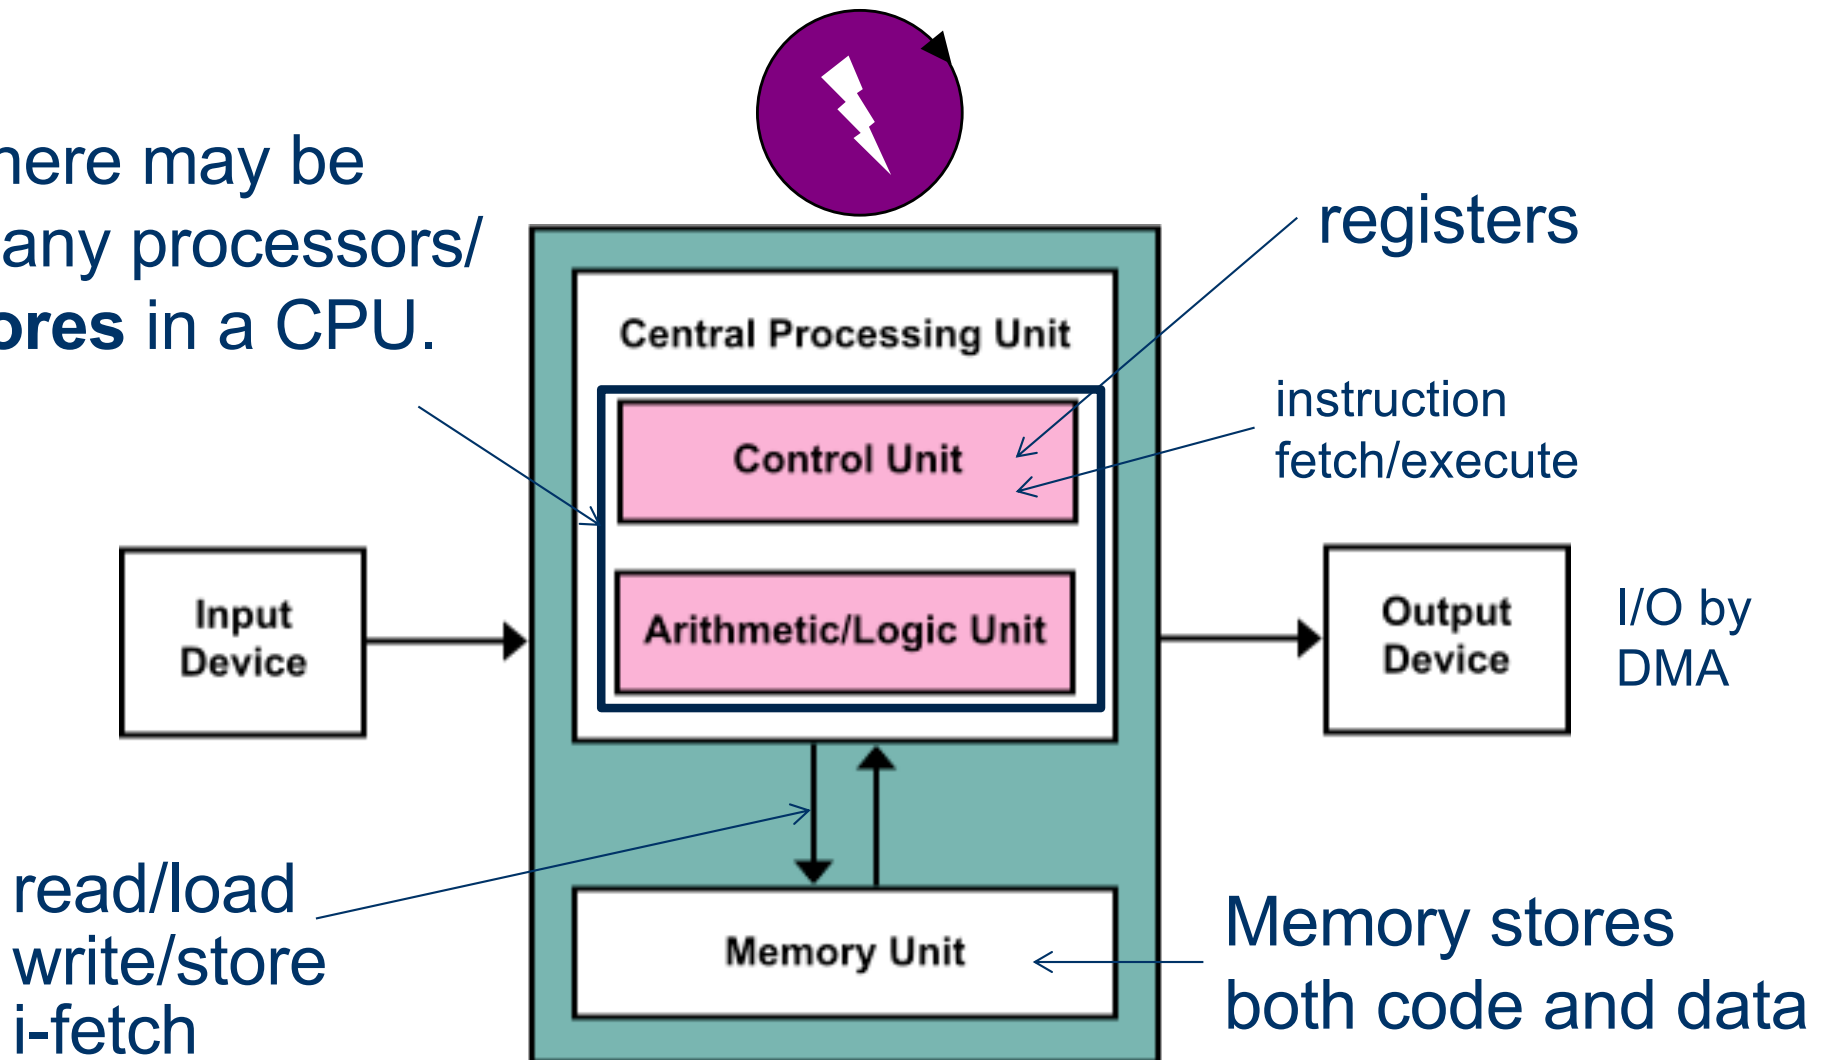 here may be
any processors/
ores in a CPU.
registers
Central Processing Unit
instruction
fetch/execute
Control Unit
Input
Device
Arithmetic/Logic Unit
Output
Device
I/O by
DMA
read/load
write/store
i-fetch
Memory Unit
Memory stores
both code and data